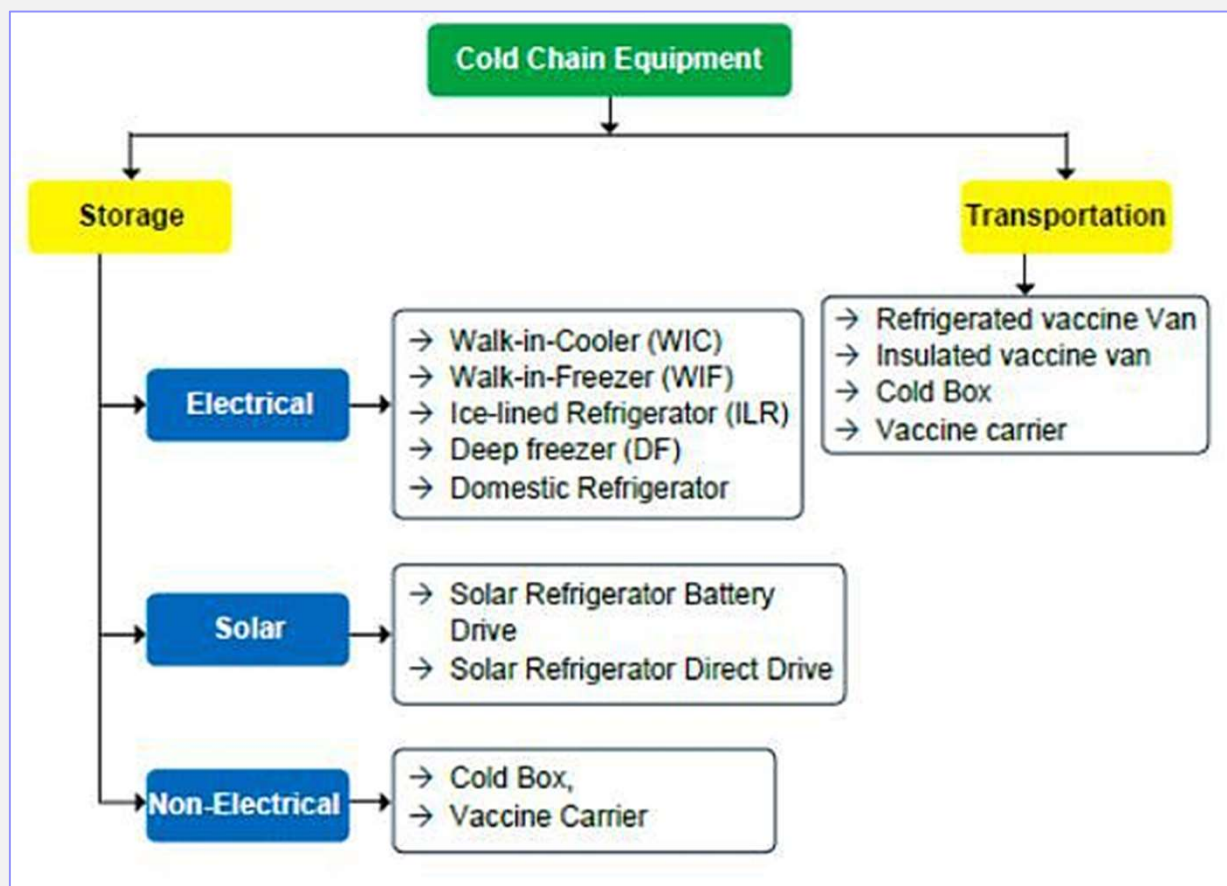 Cold Chain Equipment
Storage
Transportation
→ Refrigerated vaccine Van
→ Insulated vaccine van
→ Cold Box
→ Vaccine carrier
Electrical
→ Walk-in-Cooler (WIC)
→ Walk-in-Freezer (WIF)
→ Ice-lined Refrigerator (ILR)
→ Deep freezer (DF)
→ Domestic Refrigerator
Solar
→ Solar Refrigerator Battery
Drive
→ Solar Refrigerator Direct Drive
Non-Electrical
→ Cold Box,
→ Vaccine Carrier